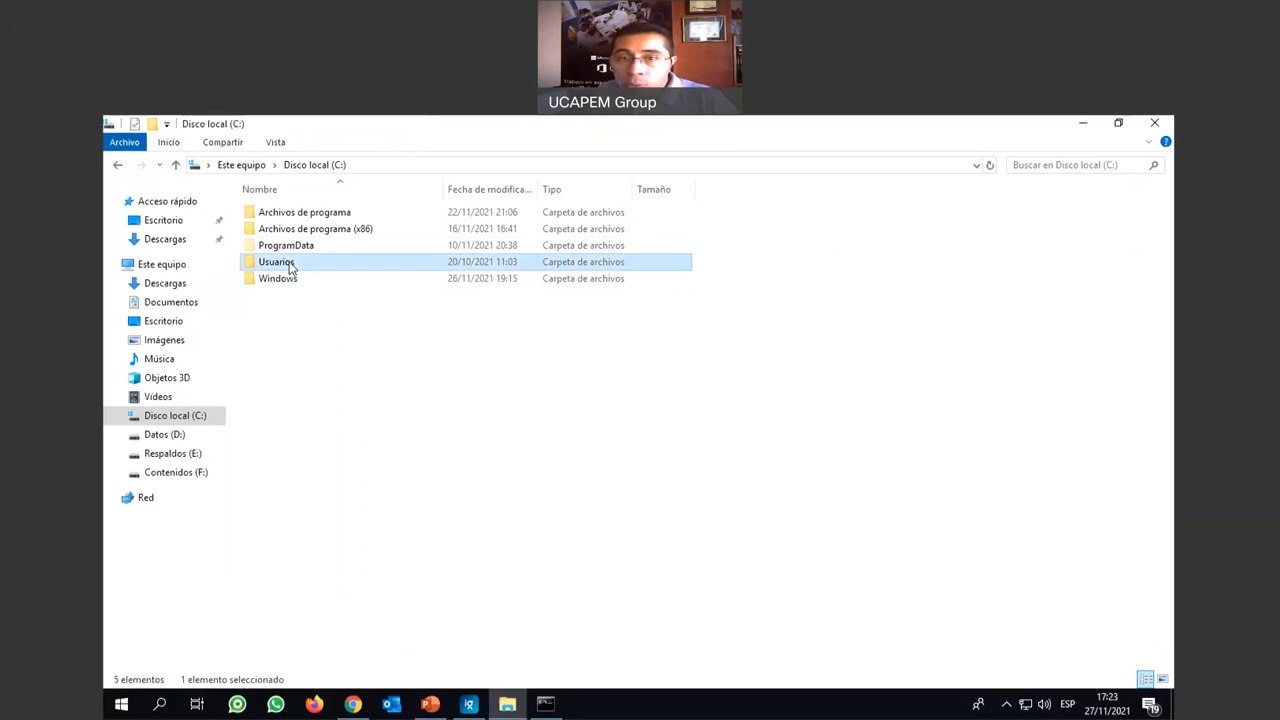 UCAPEM Group
Disco local (C:)
Archivo Inicio Compartir Vista
Este equipo Disco local (C:) Buscar en Disco local (C:)
Nombre Fecha de modifica... Tipo Tamaño
Acceso rápido
Escritorio
Descargas
Este equipo
Descargas
Documentos
Escritorio
Imágenes
Música
Objetos 3D
Vídeos
Disco local (C:)
Datos (D:)
Respaldos (E:)
Contenidos (F:)
Red
Archivos de programa 22/11/2021 21:06 Carpeta de archivos
Archivos de programa (x86) 16/11/2021 16:41 Carpeta de archivos
ProgramData 10/11/2021 20:38 Carpeta de archivos
Usuarios 20/10/2021 11:03 Carpeta de archivos
Windows 26/11/2021 19:15 Carpeta de archivos
5 elementos 1 elemento seleccionado
ESP
17:23
27/11/2021
19